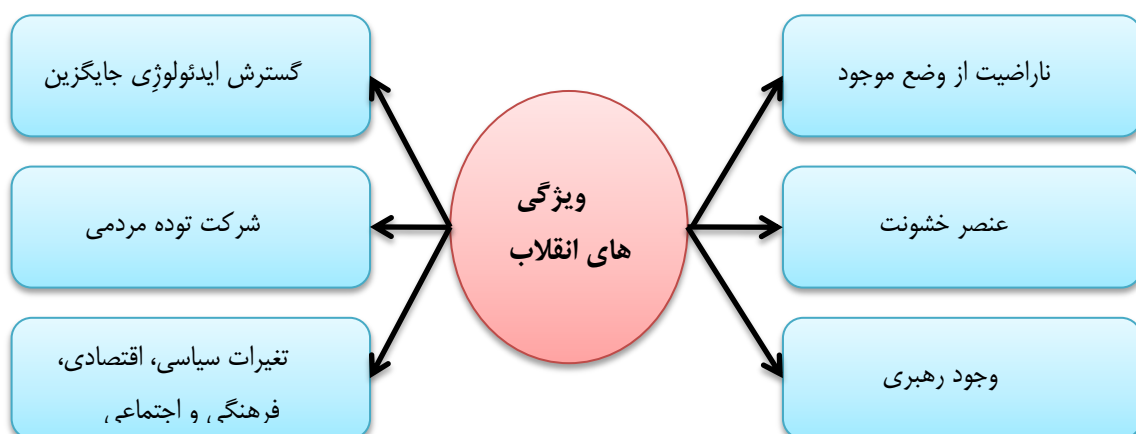 ویژگی
های انقلاب
ناراضیت از وضع موجود
عنصر خشونت
وجود رهبری
گسترش ایدئولوژِی جایگزین
شرکت توده مردمی
تغیرات سیاسی، اقتصادی،
فرهنگی و اجتماعی